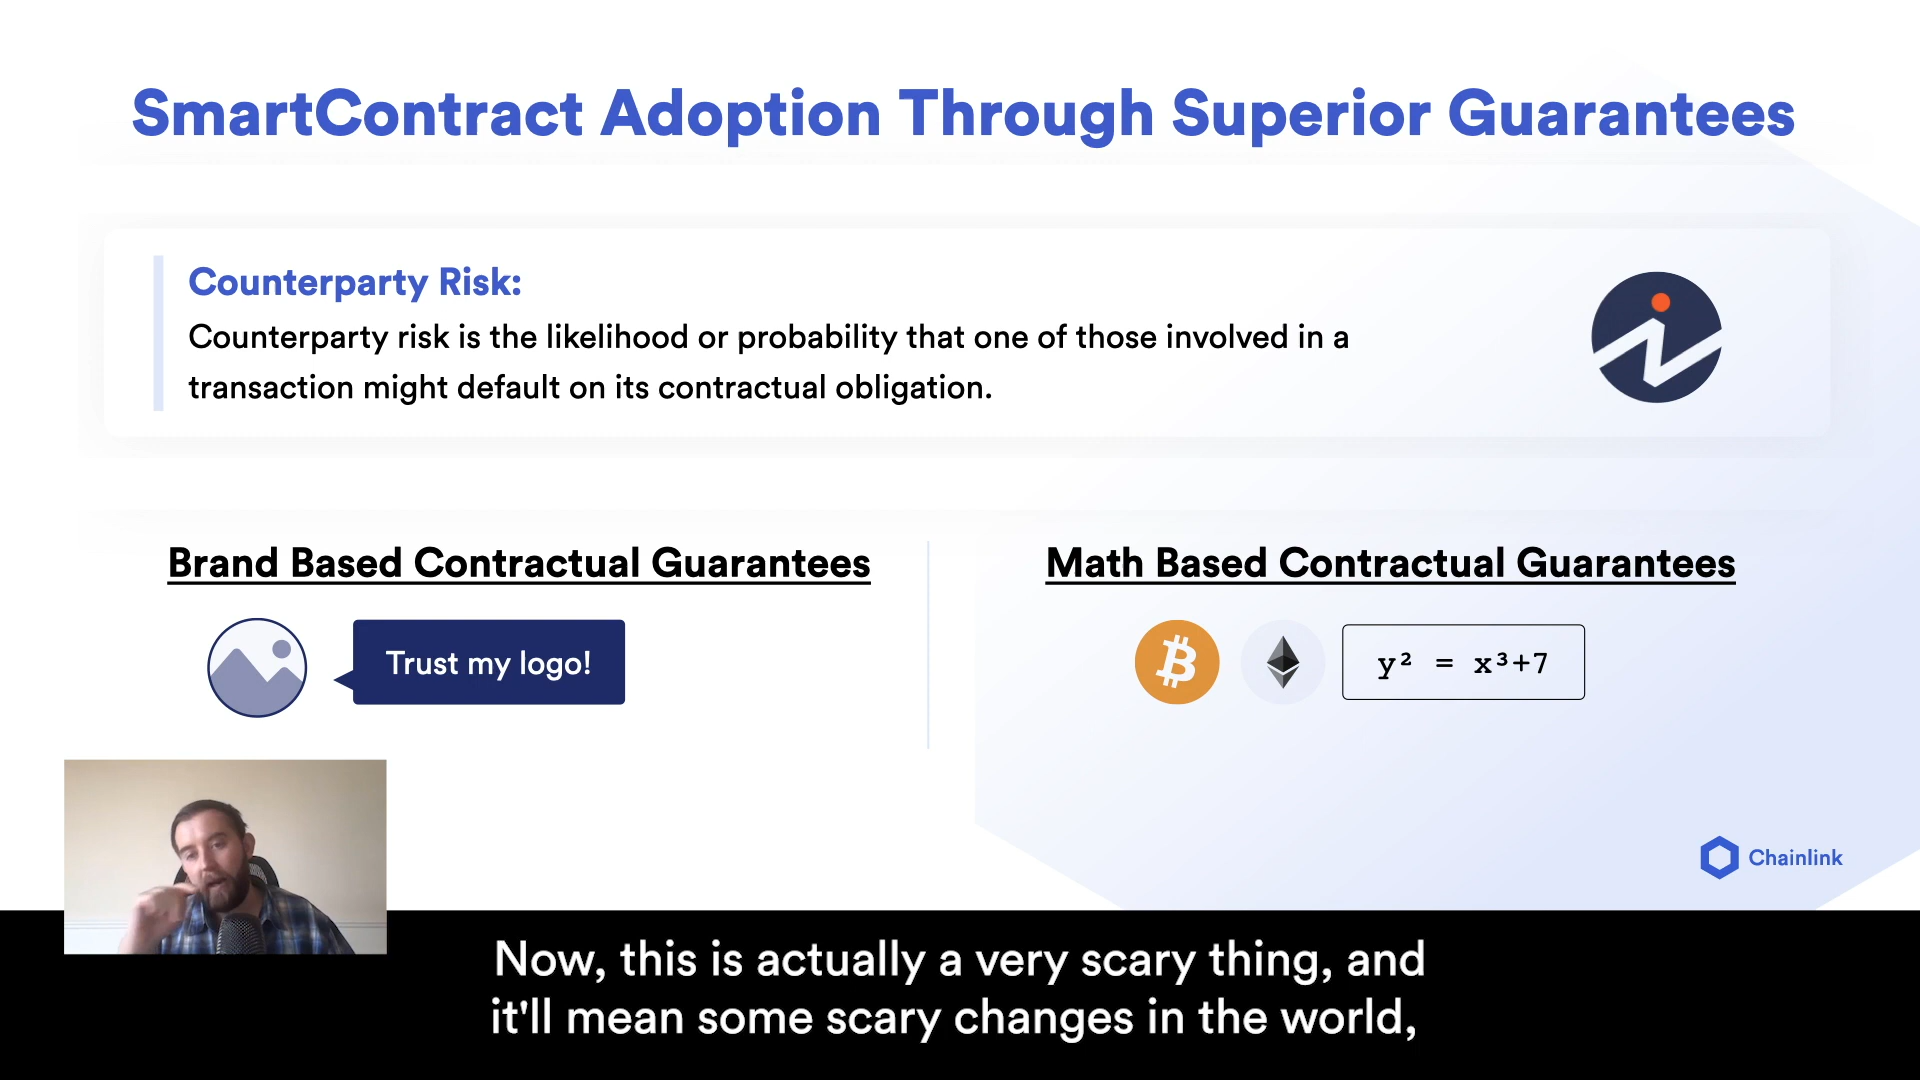 SmartContract Adoption Through Superior Guarantees
Counterparty Risk:
Counterparty risk is the likelihood or probability that one of those involved in a
transaction might default on its contractual obligation.
Brand Based Contractual Guarantees
Trust my logo!
Math Based Contractual Guarantees
y² = x³+7
Chainlink
Now, this is actually a very scary thing, and
it'll mean some scary changes in the world,